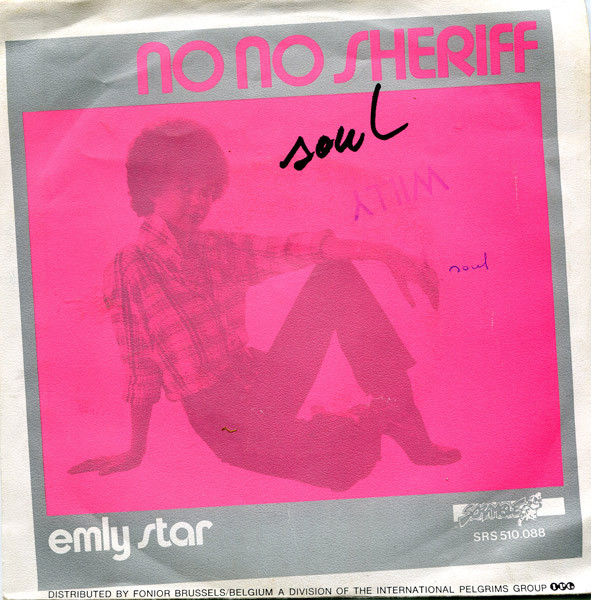 NO NO SHERIFF
soul
WILLY
soul
emly star
SCRAMBLE
SRS 510.088
DISTRIBUTED BY FONIOR BRUSSELS/BELGIUM A DIVISION OF THE INTERNATIONAL PELGRIMS GROUP